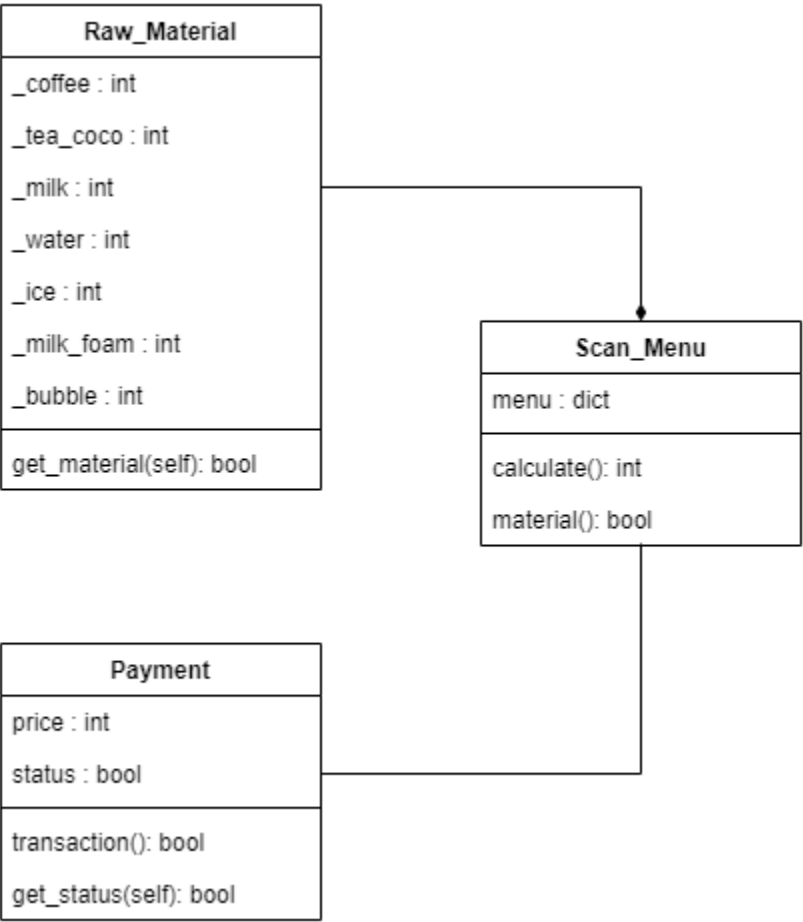 Raw_Material
_coffee : int
_tea_coco : int
_milk : int
_water : int
_ice : int
_milk_foam : int
_bubble : int
get_material(self): bool
Scan_Menu
menu : dict
calculate(): int
material(): bool
Payment
price : int
status : bool
transaction(): bool
get_status(self): bool